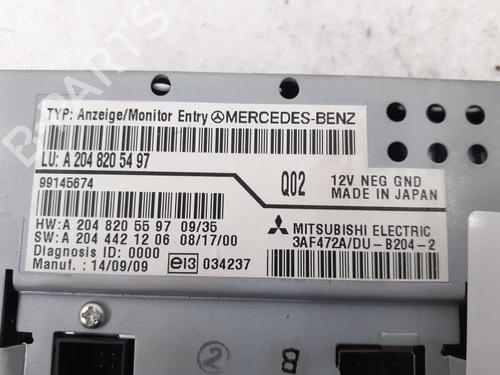 TYP: Anzeige/Monitor Entry MERCEDES-BENZ
LU: A 204 820 54 97
99145674
Q02
12V NEG GND
MADE IN JAPAN
HW: A 204 820 55 97 09/35
SW: A 204 442 12 06 08/17/00
Diagnosis ID: 0000
Manuf.: 14/09/09
e13 034237
MITSUBISHI ELECTRIC
3AF472A/DU-B204-2
2
8
B-PARTS